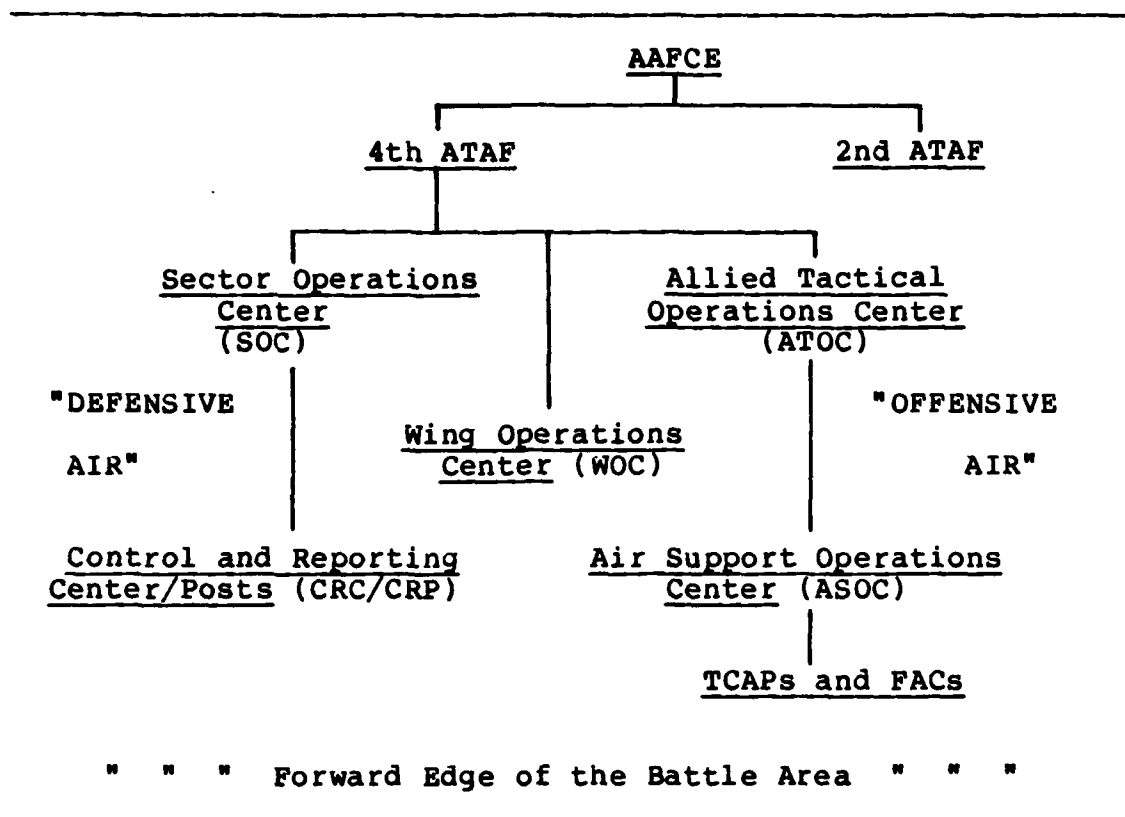 AAFCE
4th ATAF
2nd ATAF
Sector Operations
Center
(SOC)
Allied Tactical
Operations Center
(ATOC)
"DEFENSIVE
AIR"
"OFFENSIVE
AIR"
Wing Operations
Center (WOC)
Control and Reporting
Center/Posts (CRC/CRP)
Air Support Operations
Center (ASOC)
TCAPs and FACs
" " " Forward Edge of the Battle Area " " "